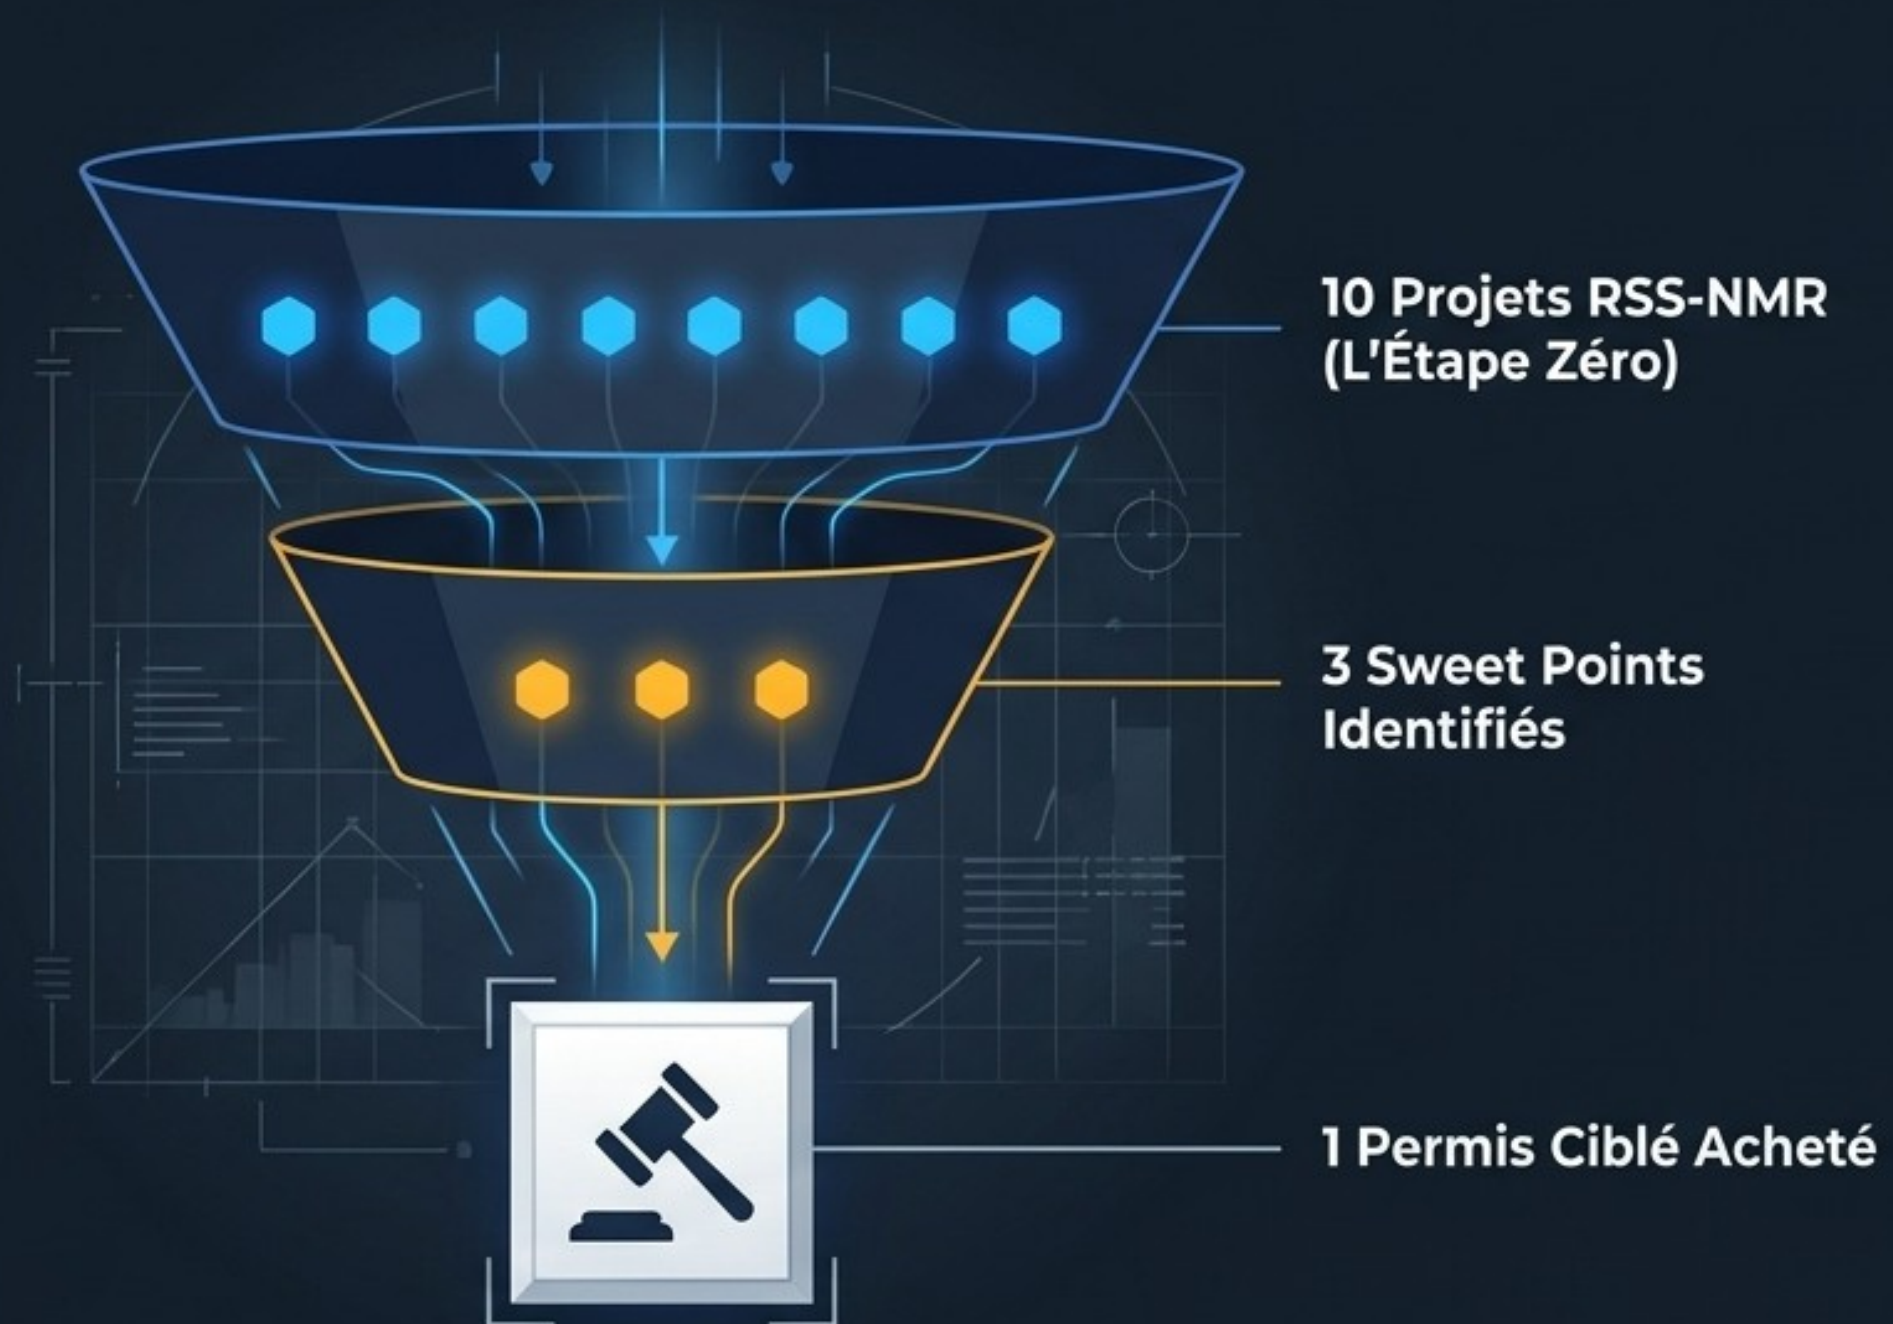 10 Projets RSS-NMR
(L'Étape Zéro)
3 Sweet Points
Identifiés
1 Permis Ciblé Acheté